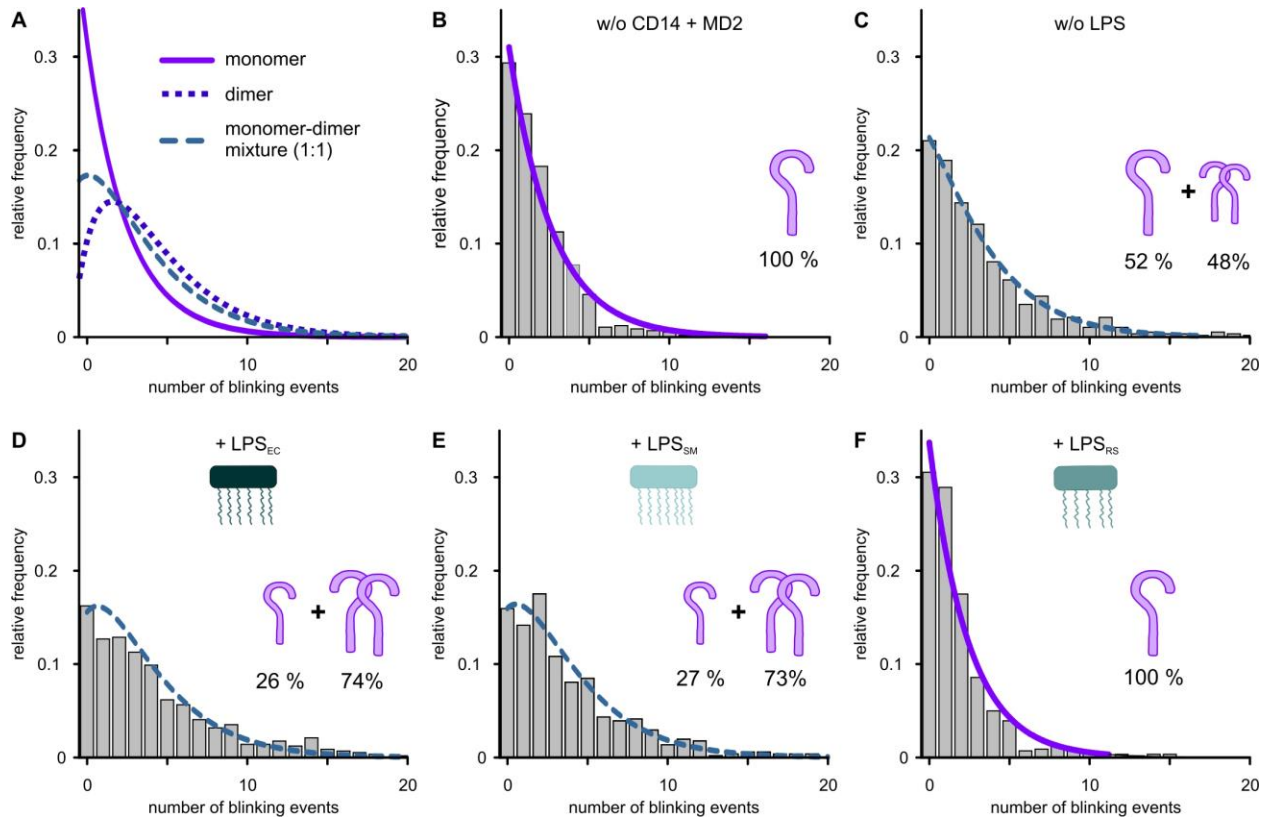 A
relative frequency
0.3
0.2
0.1
0
monomer
dimer
monomer-dimer
mixture (1:1)
0
10
20
number of blinking events
B
w/o CD14 + MD2
relative frequency
0.3
0.2
0.1
0
100 %
0
10
20
number of blinking events
C
w/o LPS
relative frequency
0.3
0.2
0.1
0
+
52 % 48%
0
10
20
number of blinking events
D
+ LPSEC
relative frequency
0.3
0.2
0.1
0
+
26 % 74%
0
10
20
number of blinking events
E
+ LPSSM
relative frequency
0.3
0.2
0.1
0
+
27 % 73%
0
10
20
number of blinking events
F
+ LPSRS
relative frequency
0.3
0.2
0.1
0
100 %
0
10
20
number of blinking events